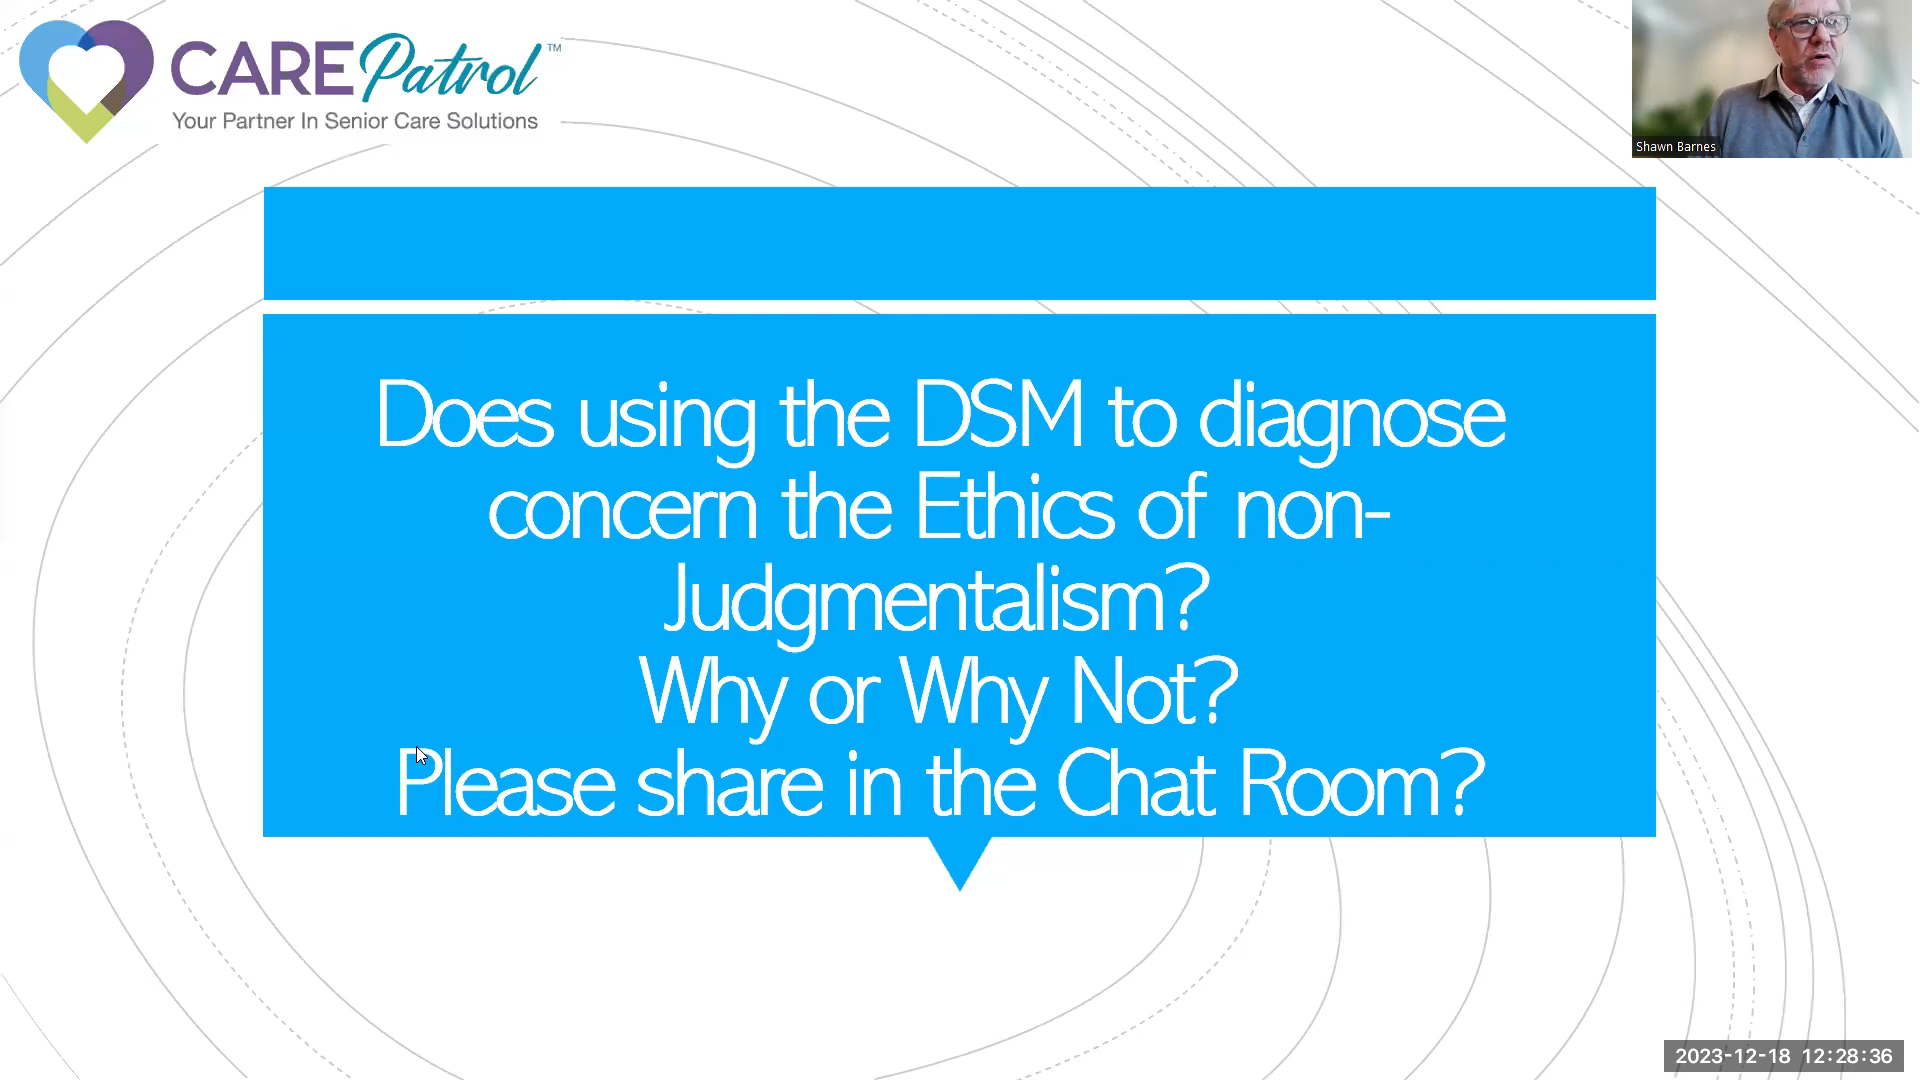 CAREPatrol™
Your Partner In Senior Care Solutions
Shawn Barnes
Does using the DSM to diagnose
concern the Ethics of non-
Judgmentalism?
Why or Why Not?
Please share in the Chat Room?
2023-12-18 12:28:36